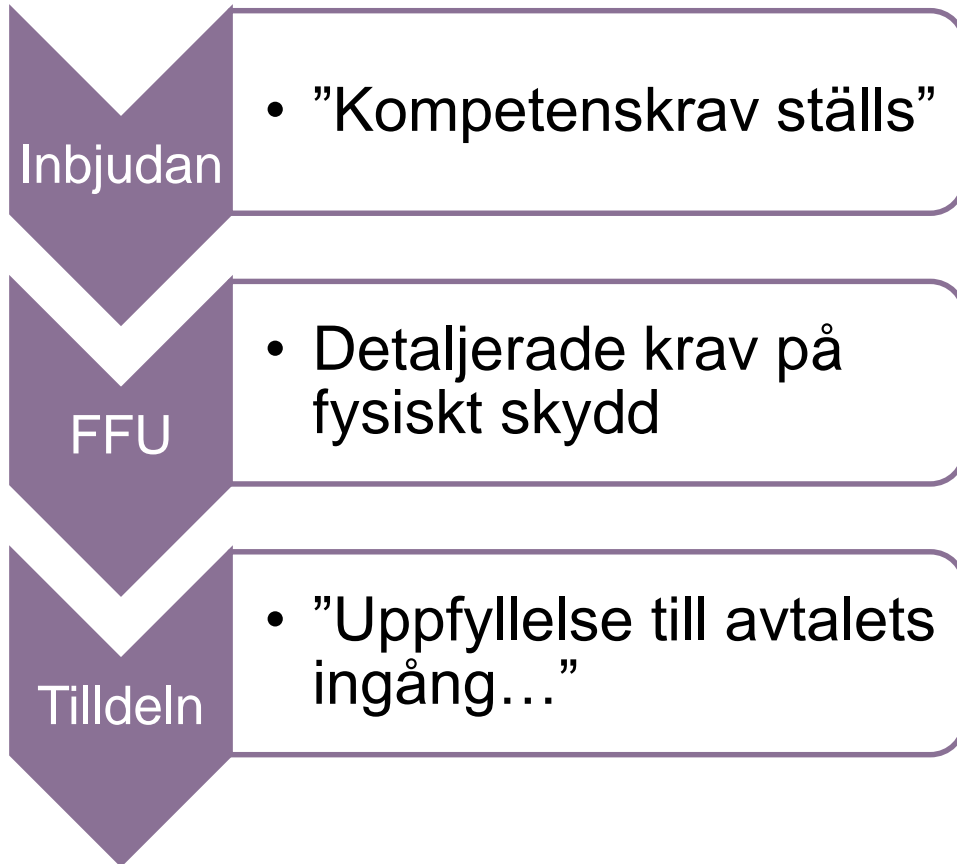 Inbjudan
• ”Kompetenskrav ställs”
FFU
• Detaljerade krav på
fysiskt skydd
Tilldeln
• ”Uppfyllelse till avtalets
ingång…”